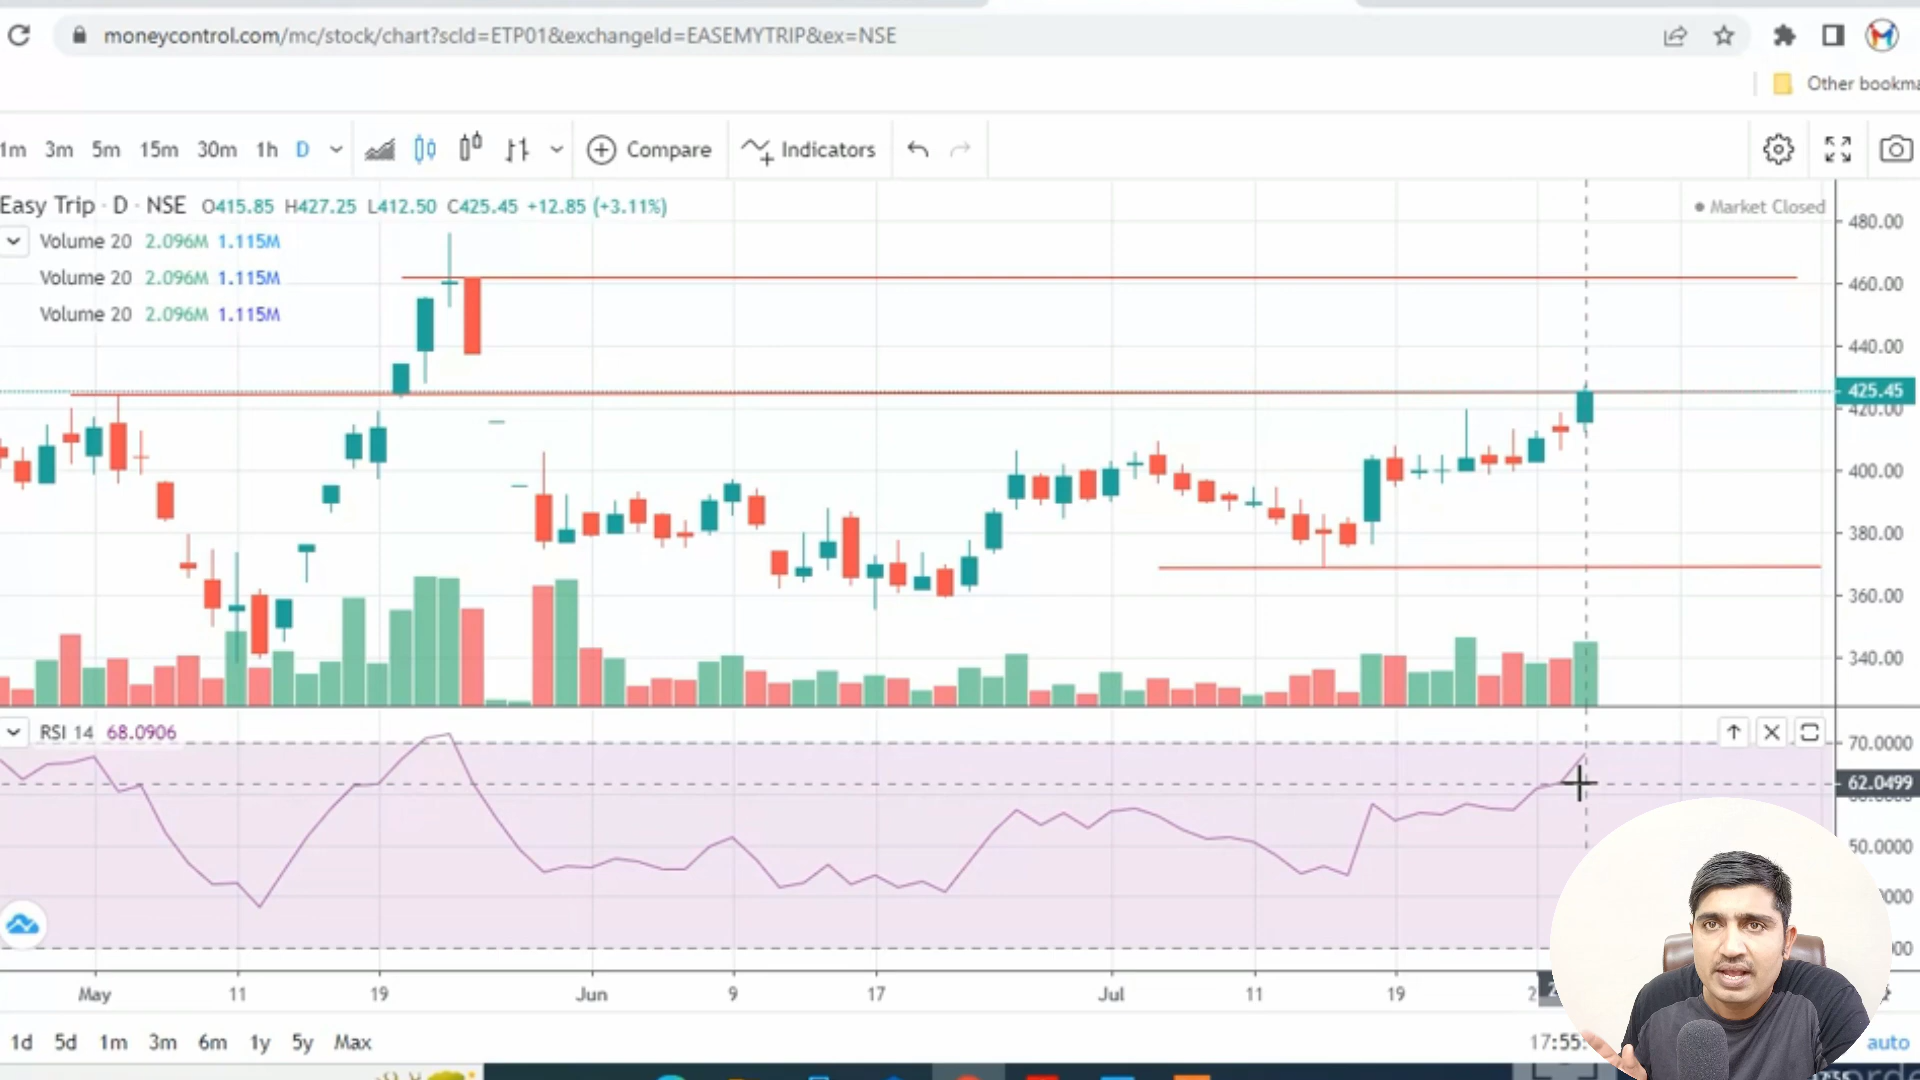 moneycontrol.com/mc/stock/chart?scId=ETP01&exchangeId=EASEMYTRIP&ex=NSE
Other bookma
1m 3m 5m 15m 30m 1h D Compare Indicators
Easy Trip · D · NSE O415.85 H427.25 L412.50 C425.45 +12.85 (+3.11%)
Market Closed
Volume 20 2.096M 1.115M
Volume 20 2.096M 1.115M
Volume 20 2.096M 1.115M
480.00
460.00
440.00
425.45
420.00
400.00
380.00
360.00
340.00
RSI 14 68.0906
70.0000
62.0499
50.0000
May 11 19 Jun 9 17 Jul 11 19
1d 5d 1m 3m 6m 1y 5y Max
17:55:
auto